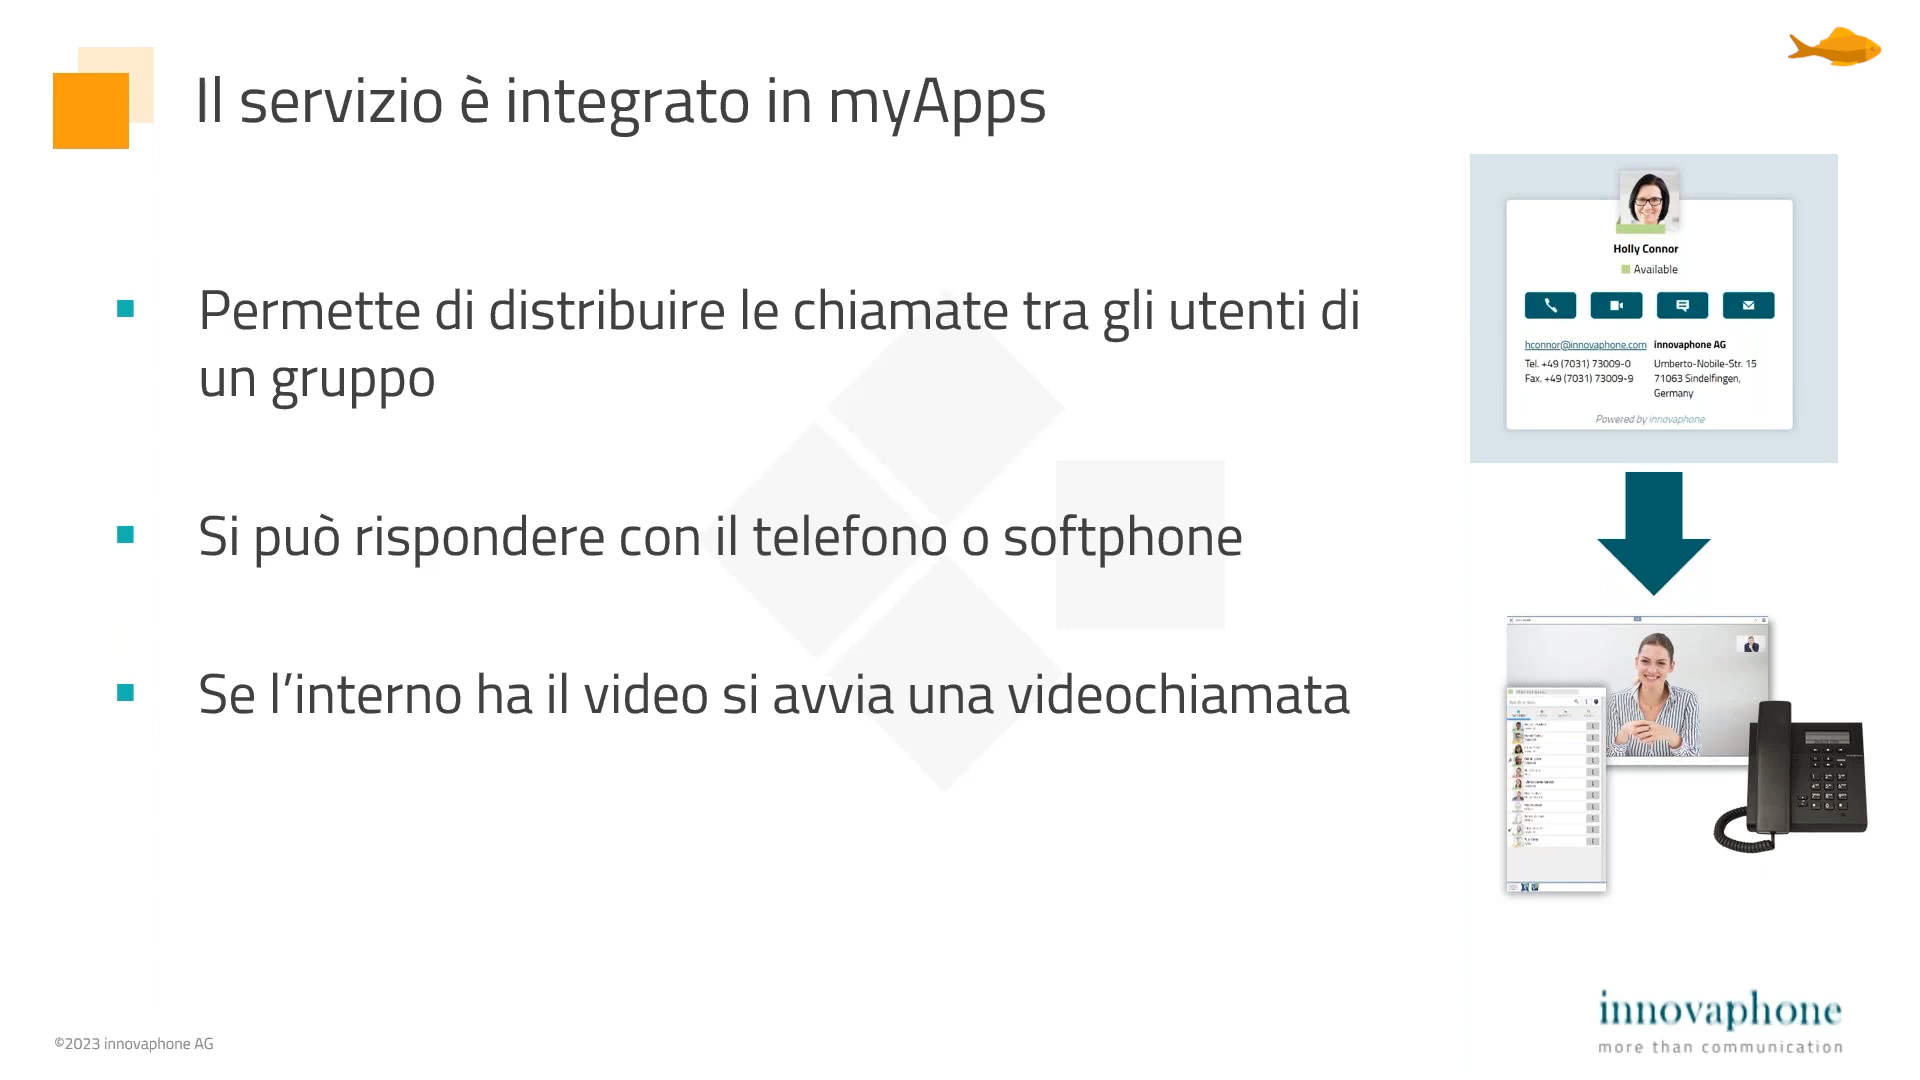 Il servizio è integrato in myApps
Permette di distribuire le chiamate tra gli utenti di
un gruppo
Si può rispondere con il telefono o softphone
Se l’interno ha il video si avvia una videochiamata
Holly Connor
Available
hconnor@innovaphone.com innovaphone AG
Tel. +49 (7031) 73009-0 Umberto-Nobile-Str. 15
Fax. +49 (7031) 73009-9 71063 Sindelfingen,
Germany
Powered by innovaphone
innovaphone
more than communication
©2023 innovaphone AG